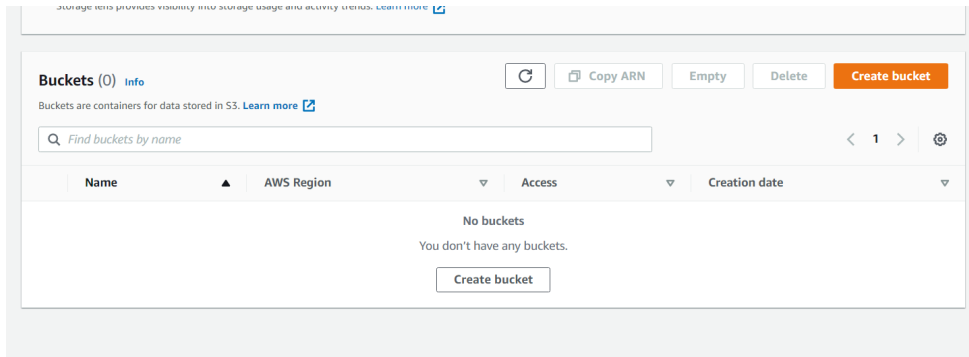 Storage lens provides visibility into storage usage and activity trends. Learn more
Buckets (0) Info
Copy ARN
Empty
Delete
Create bucket
Buckets are containers for data stored in S3. Learn more
Find buckets by name
1
Name
AWS Region
Access
Creation date
No buckets
You don't have any buckets.
Create bucket